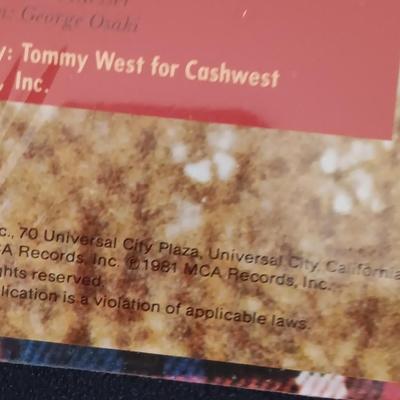 : George Osaki
y: Tommy West for Cashwest
, Inc.
c., 70 Universal City Plaza, Universal City, California
CA Records, Inc. ©1981 MCA Records, Inc.
ghts reserved.
lication is a violation of applicable laws.